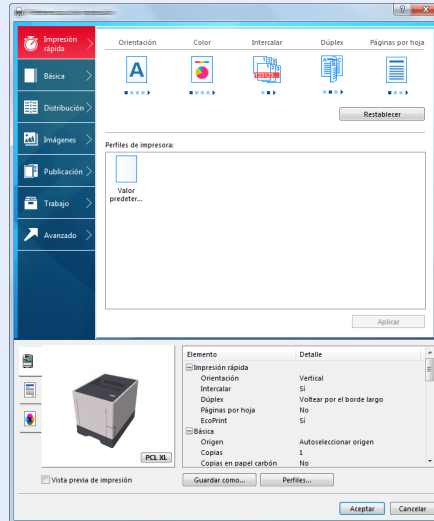 Impresión rápida
Básica
Distribución
Imágenes
Publicación
Trabajo
Avanzado
Orientación Color Intercalar Dúplex Páginas por hoja
A
123123
Restablecer
Perfiles de impresora:
Valor
predeter...
Aplicar
Elemento Detalle
Impresión rápida
Orientación Vertical
Intercalar Sí
Dúplex Voltear por el borde largo
Páginas por hoja No
EcoPrint Sí
Básica
Origen Autoseleccionar origen
Copias 1
Copias en papel carbón No
PCL XL
Vista previa de impresión
Guardar como... Perfiles...
Aceptar Cancelar